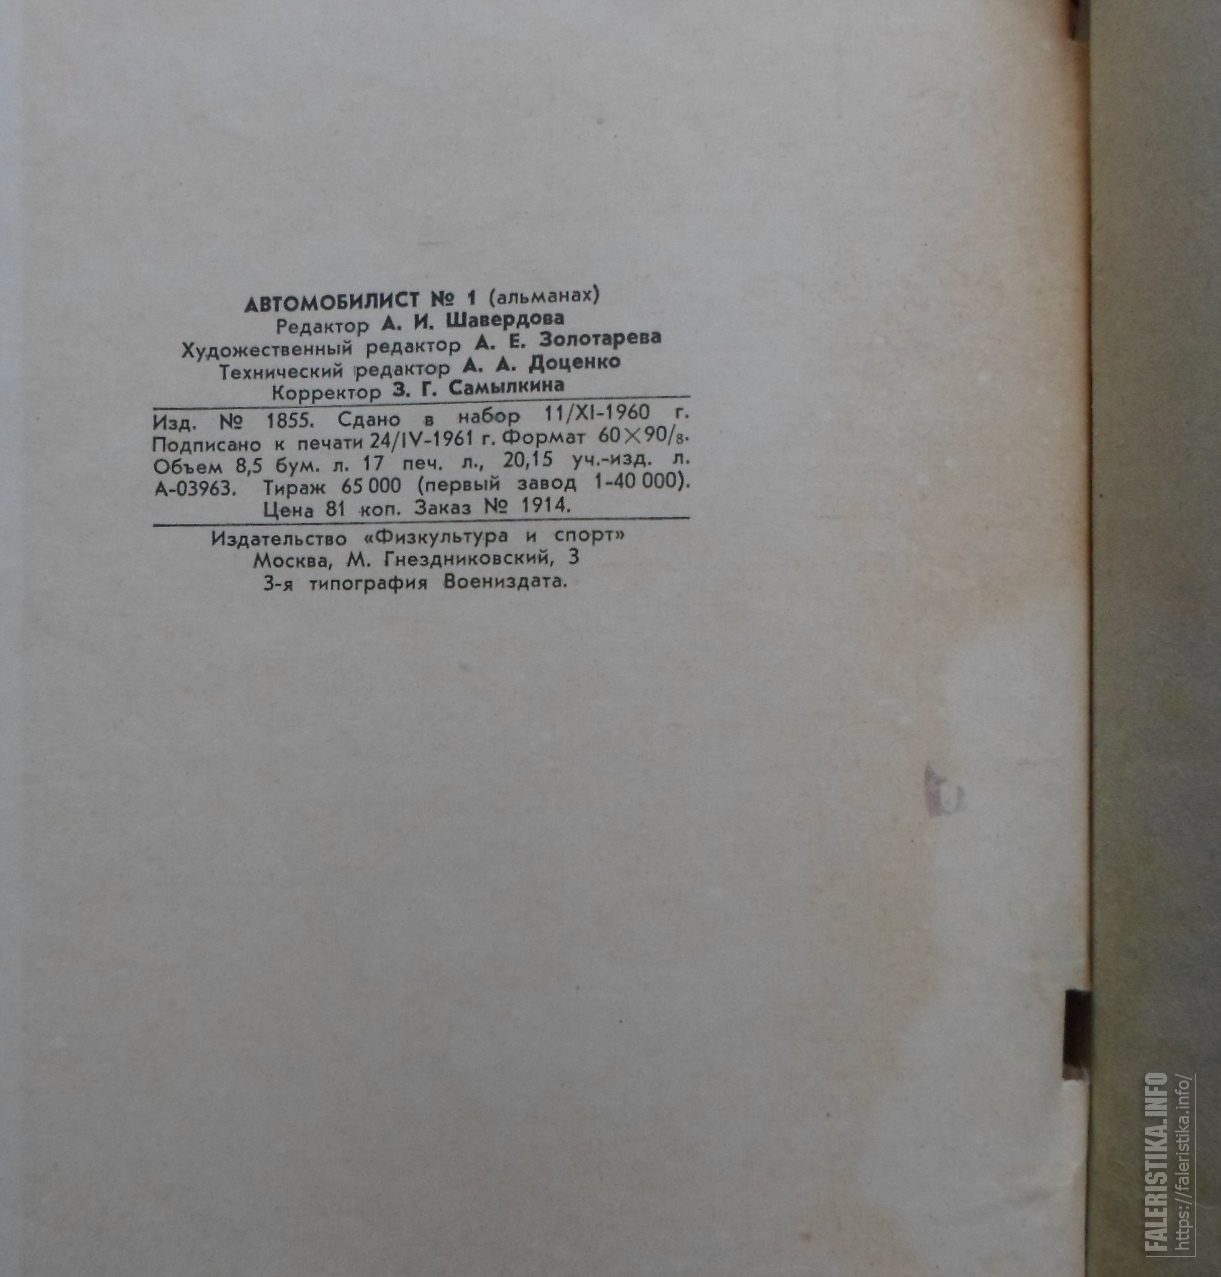 АВТОМОБИЛИСТ № 1 (альманах)
Редактор А. И. Шавердова
Художественный редактор А. Е. Золотарева
Технический редактор А. А. Доценко
Корректор З. Г. Самылкина
Изд. № 1855. Сдано в набор 11/XI-1960 г.
Подписано к печати 24/IV-1961 г. Формат 60×90/8.
Объем 8,5 бум. л. 17 печ. л., 20,15 уч.-изд. л.
А-03963. Тираж 65 000 (первый завод 1-40 000).
Цена 81 коп. Заказ № 1914.
Издательство «Физкультура и спорт»
Москва, М. Гнездниковский, 3
3-я типография Воениздата.
FALERISTIKA.INFO
https://faleristika.info/